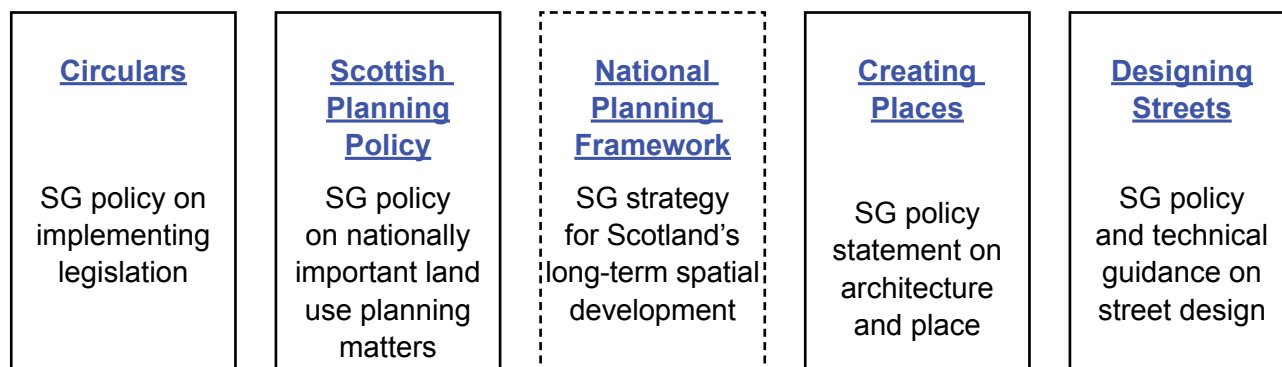 Circulars
SG policy on
implementing
legislation
Scottish
Planning
Policy
SG policy
on nationally
important land
use planning
matters
National
Planning
Framework
SG strategy
for Scotland’s
long-term spatial
development
Creating
Places
SG policy
statement on
architecture
and place
Designing
Streets
SG policy
and technical
guidance on
street design